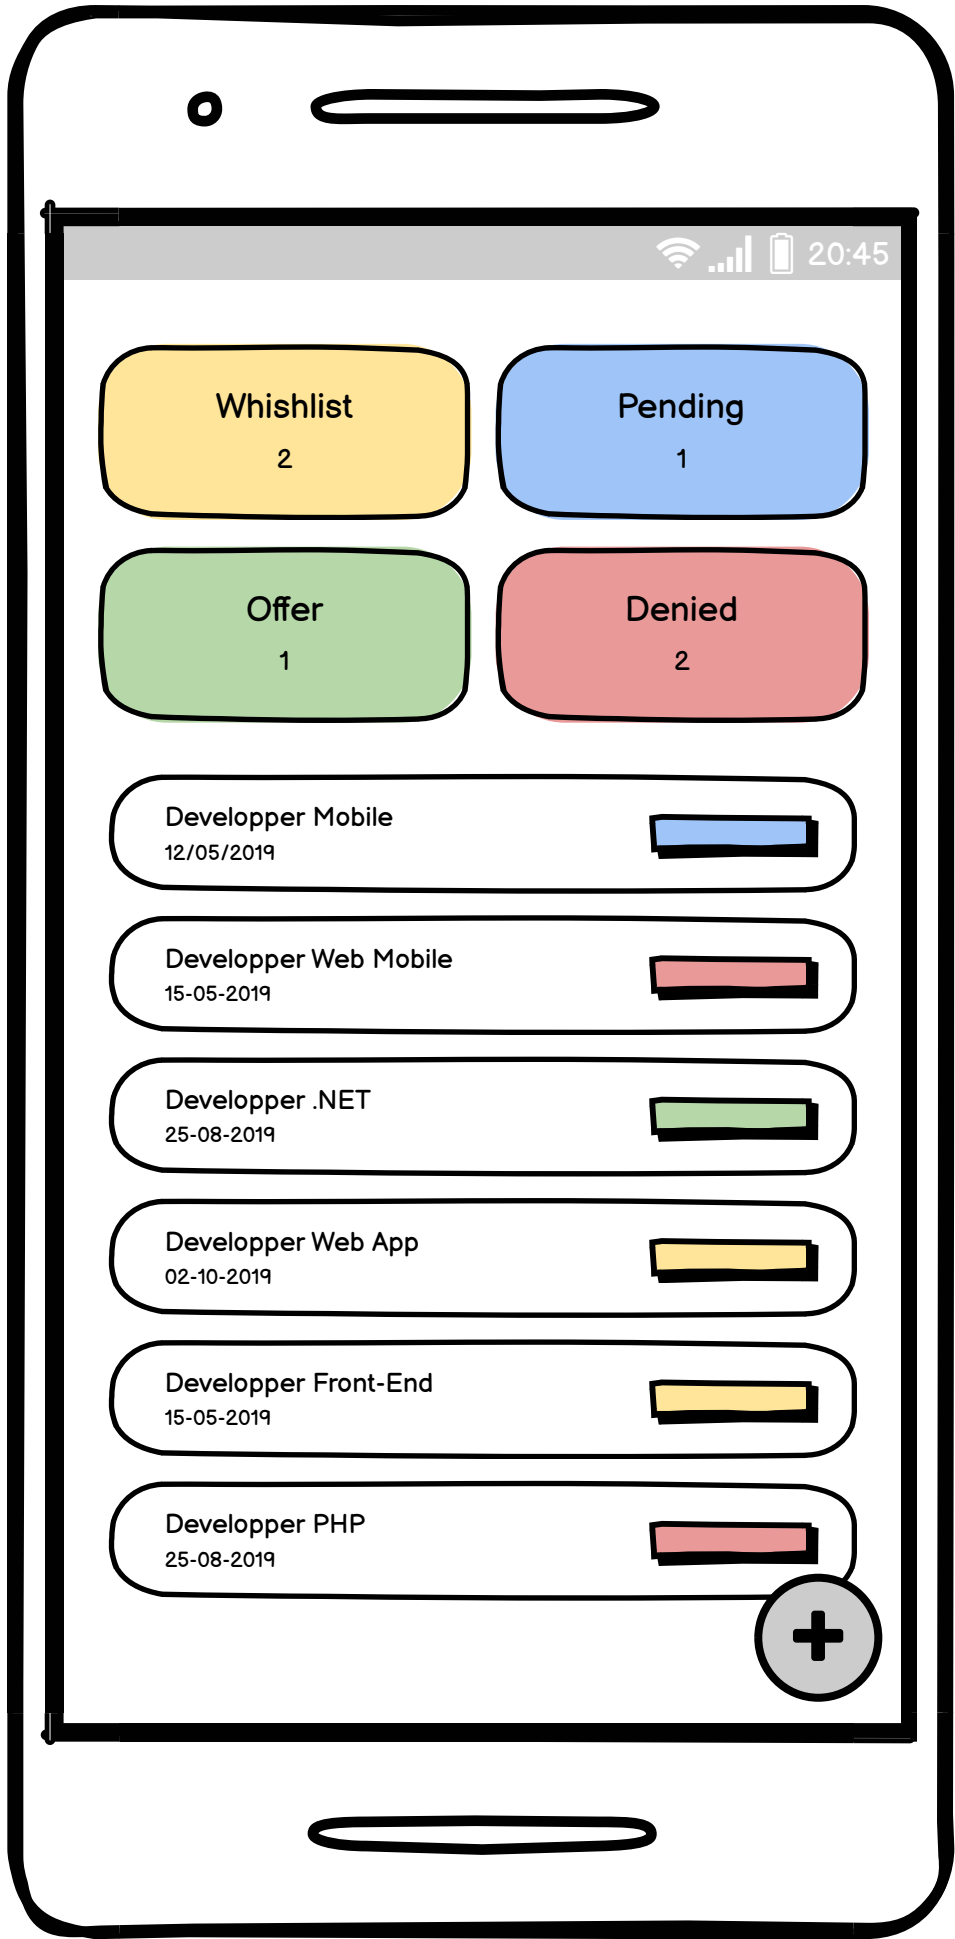 20:45
Whishlist
2
Pending
1
Offer
1
Denied
2
Developper Mobile
12/05/2019
Developper Web Mobile
15-05-2019
Developper .NET
25-08-2019
Developper Web App
02-10-2019
Developper Front-End
15-05-2019
Developper PHP
25-08-2019